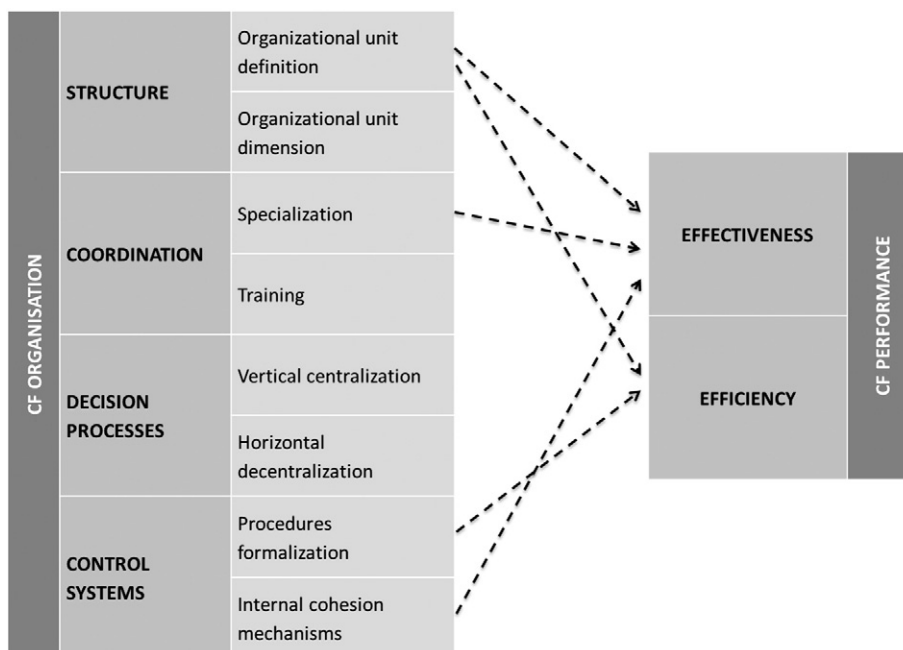 CF ORGANISATION
STRUCTURE
Organizational unit
definition
Organizational unit
dimension
COORDINATION
Specialization
Training
DECISION
PROCESSES
Vertical centralization
Horizontal
decentralization
CONTROL
SYSTEMS
Procedures
formalization
Internal cohesion
mechanisms
EFFECTIVENESS
EFFICIENCY
CF PERFORMANCE